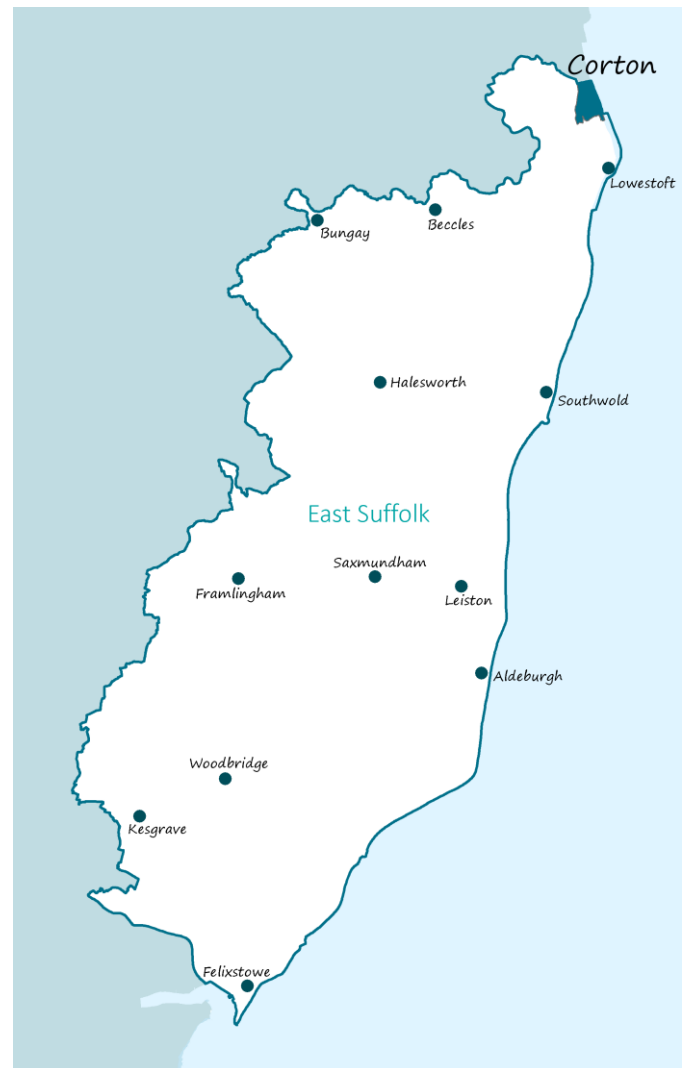 Corton
Lowestoft
Beccles
Bungay
Halesworth
Southwold
East Suffolk
Saxmundham
Framlingham
Leiston
Aldeburgh
Woodbridge
Kesgrave
Felixstowe